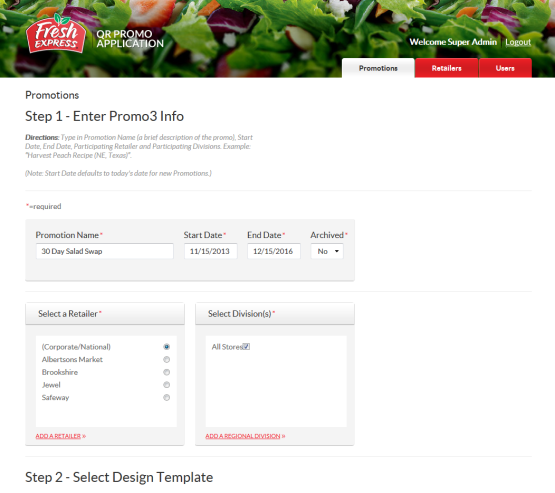 Fresh
EXPRESS
QR PROMO
APPLICATION
Welcome Super Admin Logout
Promotions Retailers Users
Promotions
Step 1 - Enter Promo3 Info
Directions: Type in Promotion Name (a brief description of the promo), Start
Date, End Date, Participating Retailer and Participating Divisions. Example:
"Harvest Peach Recipe (NE, Texas)".
(Note: Start Date defaults to today's date for new Promotions.)
*=required
Promotion Name* Start Date* End Date* Archived*
30 Day Salad Swap 11/15/2013 12/15/2016 No
Select a Retailer* Select Division(s)*
(Corporate/National) All Stores
Albertsons Market
Brookshire
Jewel
Safeway
ADD A RETAILER » ADD A REGIONAL DIVISION »
Step 2 - Select Design Template